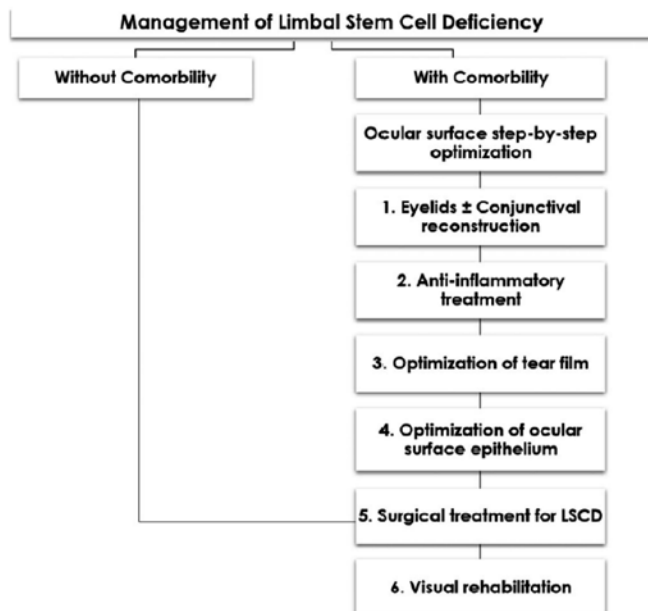 Management of Limbal Stem Cell Deficiency
Without Comorbility
With Comorbility
Ocular surface step-by-step
optimization
1. Eyelids ± Conjunctival
reconstruction
2. Anti-inflammatory
treatment
3. Optimization of tear film
4. Optimization of ocular
surface epithelium
5. Surgical treatment for LSCD
6. Visual rehabilitation